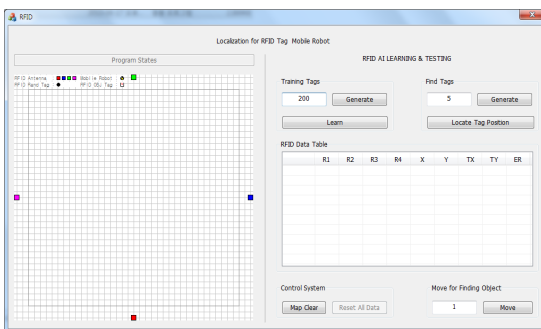 RFID
Localization for RFID Tag Mobile Robot
Program States
RFID Antenna
Mobile Robot
RFID Rand Tag
RFID Obj. Tag
RFID AI LEARNING & TESTING
Training Tags
Find Tags
200
Generate
5
Generate
Learn
Locate Tag Position
RFID Data Table
R1 R2 R3 R4 X Y TX TY ER
Control System
Move for Finding Object
Map Clear
Reset All Data
1
Move